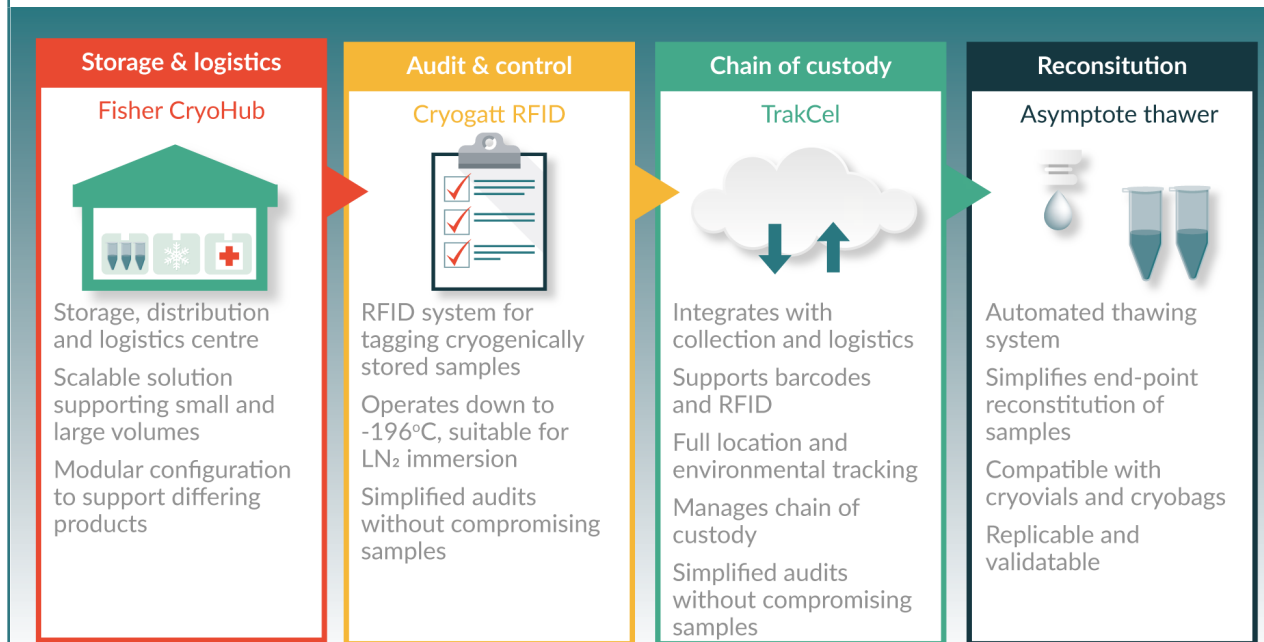 Storage & logistics
Fisher CryoHub
Storage, distribution
and logistics centre
Scalable solution
supporting small and
large volumes
Modular configuration
to support differing
products
Audit & control
Cryogatt RFID
RFID system for
tagging cryogenically
stored samples
Operates down to
-196°C, suitable for
LN₂ immersion
Simplified audits
without compromising
samples
Chain of custody
TrakCel
Integrates with
collection and logistics
Supports barcodes
and RFID
Full location and
environmental tracking
Manages chain of
custody
Simplified audits
without compromising
samples
Reconsitution
Asymptote thawer
Automated thawing
system
Simplifies end-point
reconstitution of
samples
Compatible with
cryovials and cryobags
Replicable and
validatable